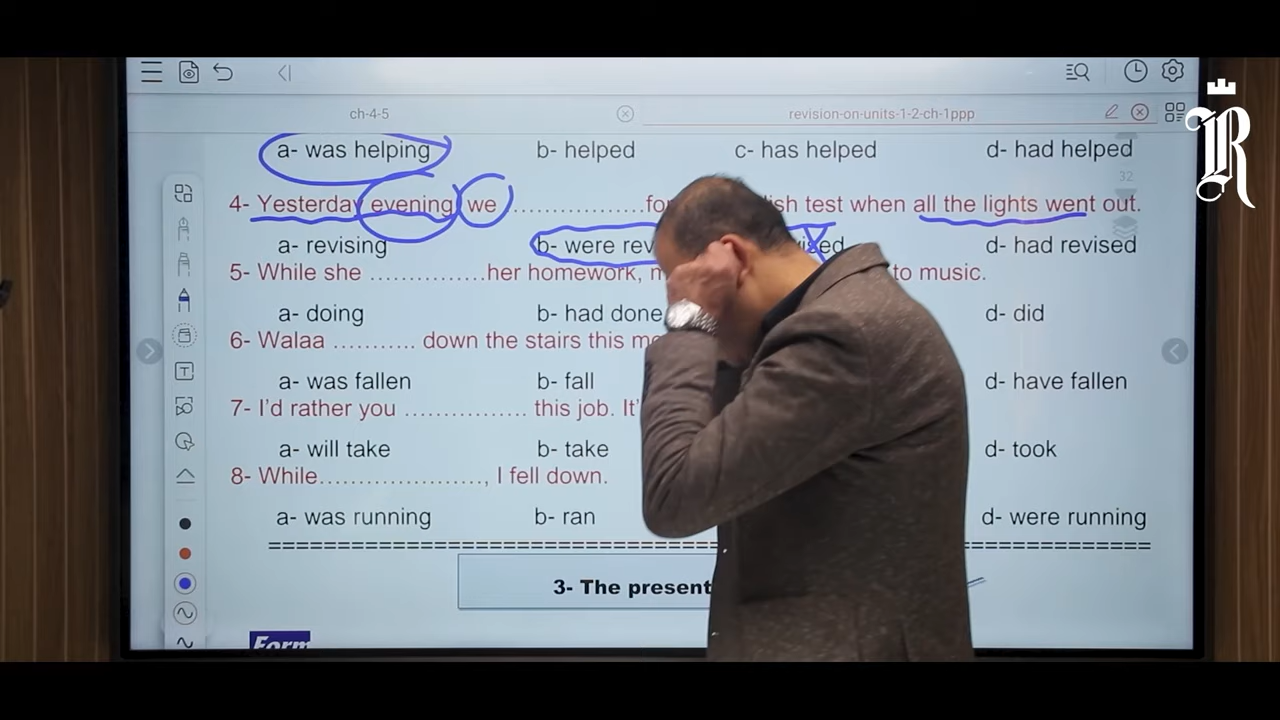 ch-4-5
revision-on-units-1-2-ch-1ppp
R
a- was helping b- helped c- has helped d- had helped
32
4- Yesterday evening we ………………for test when all the lights went out.
a- revising b- were d- had revised
5- While she ……………her homework, to music.
a- doing b- had done d- did
6- Walaa ……….. down the stairs this
a- was fallen b- fall d- have fallen
7- I'd rather you ……………. this job.
a- will take b- take d- took
8- While…………………., I fell down.
a- was running b- ran d- were running
==========================================
3- The present
Form